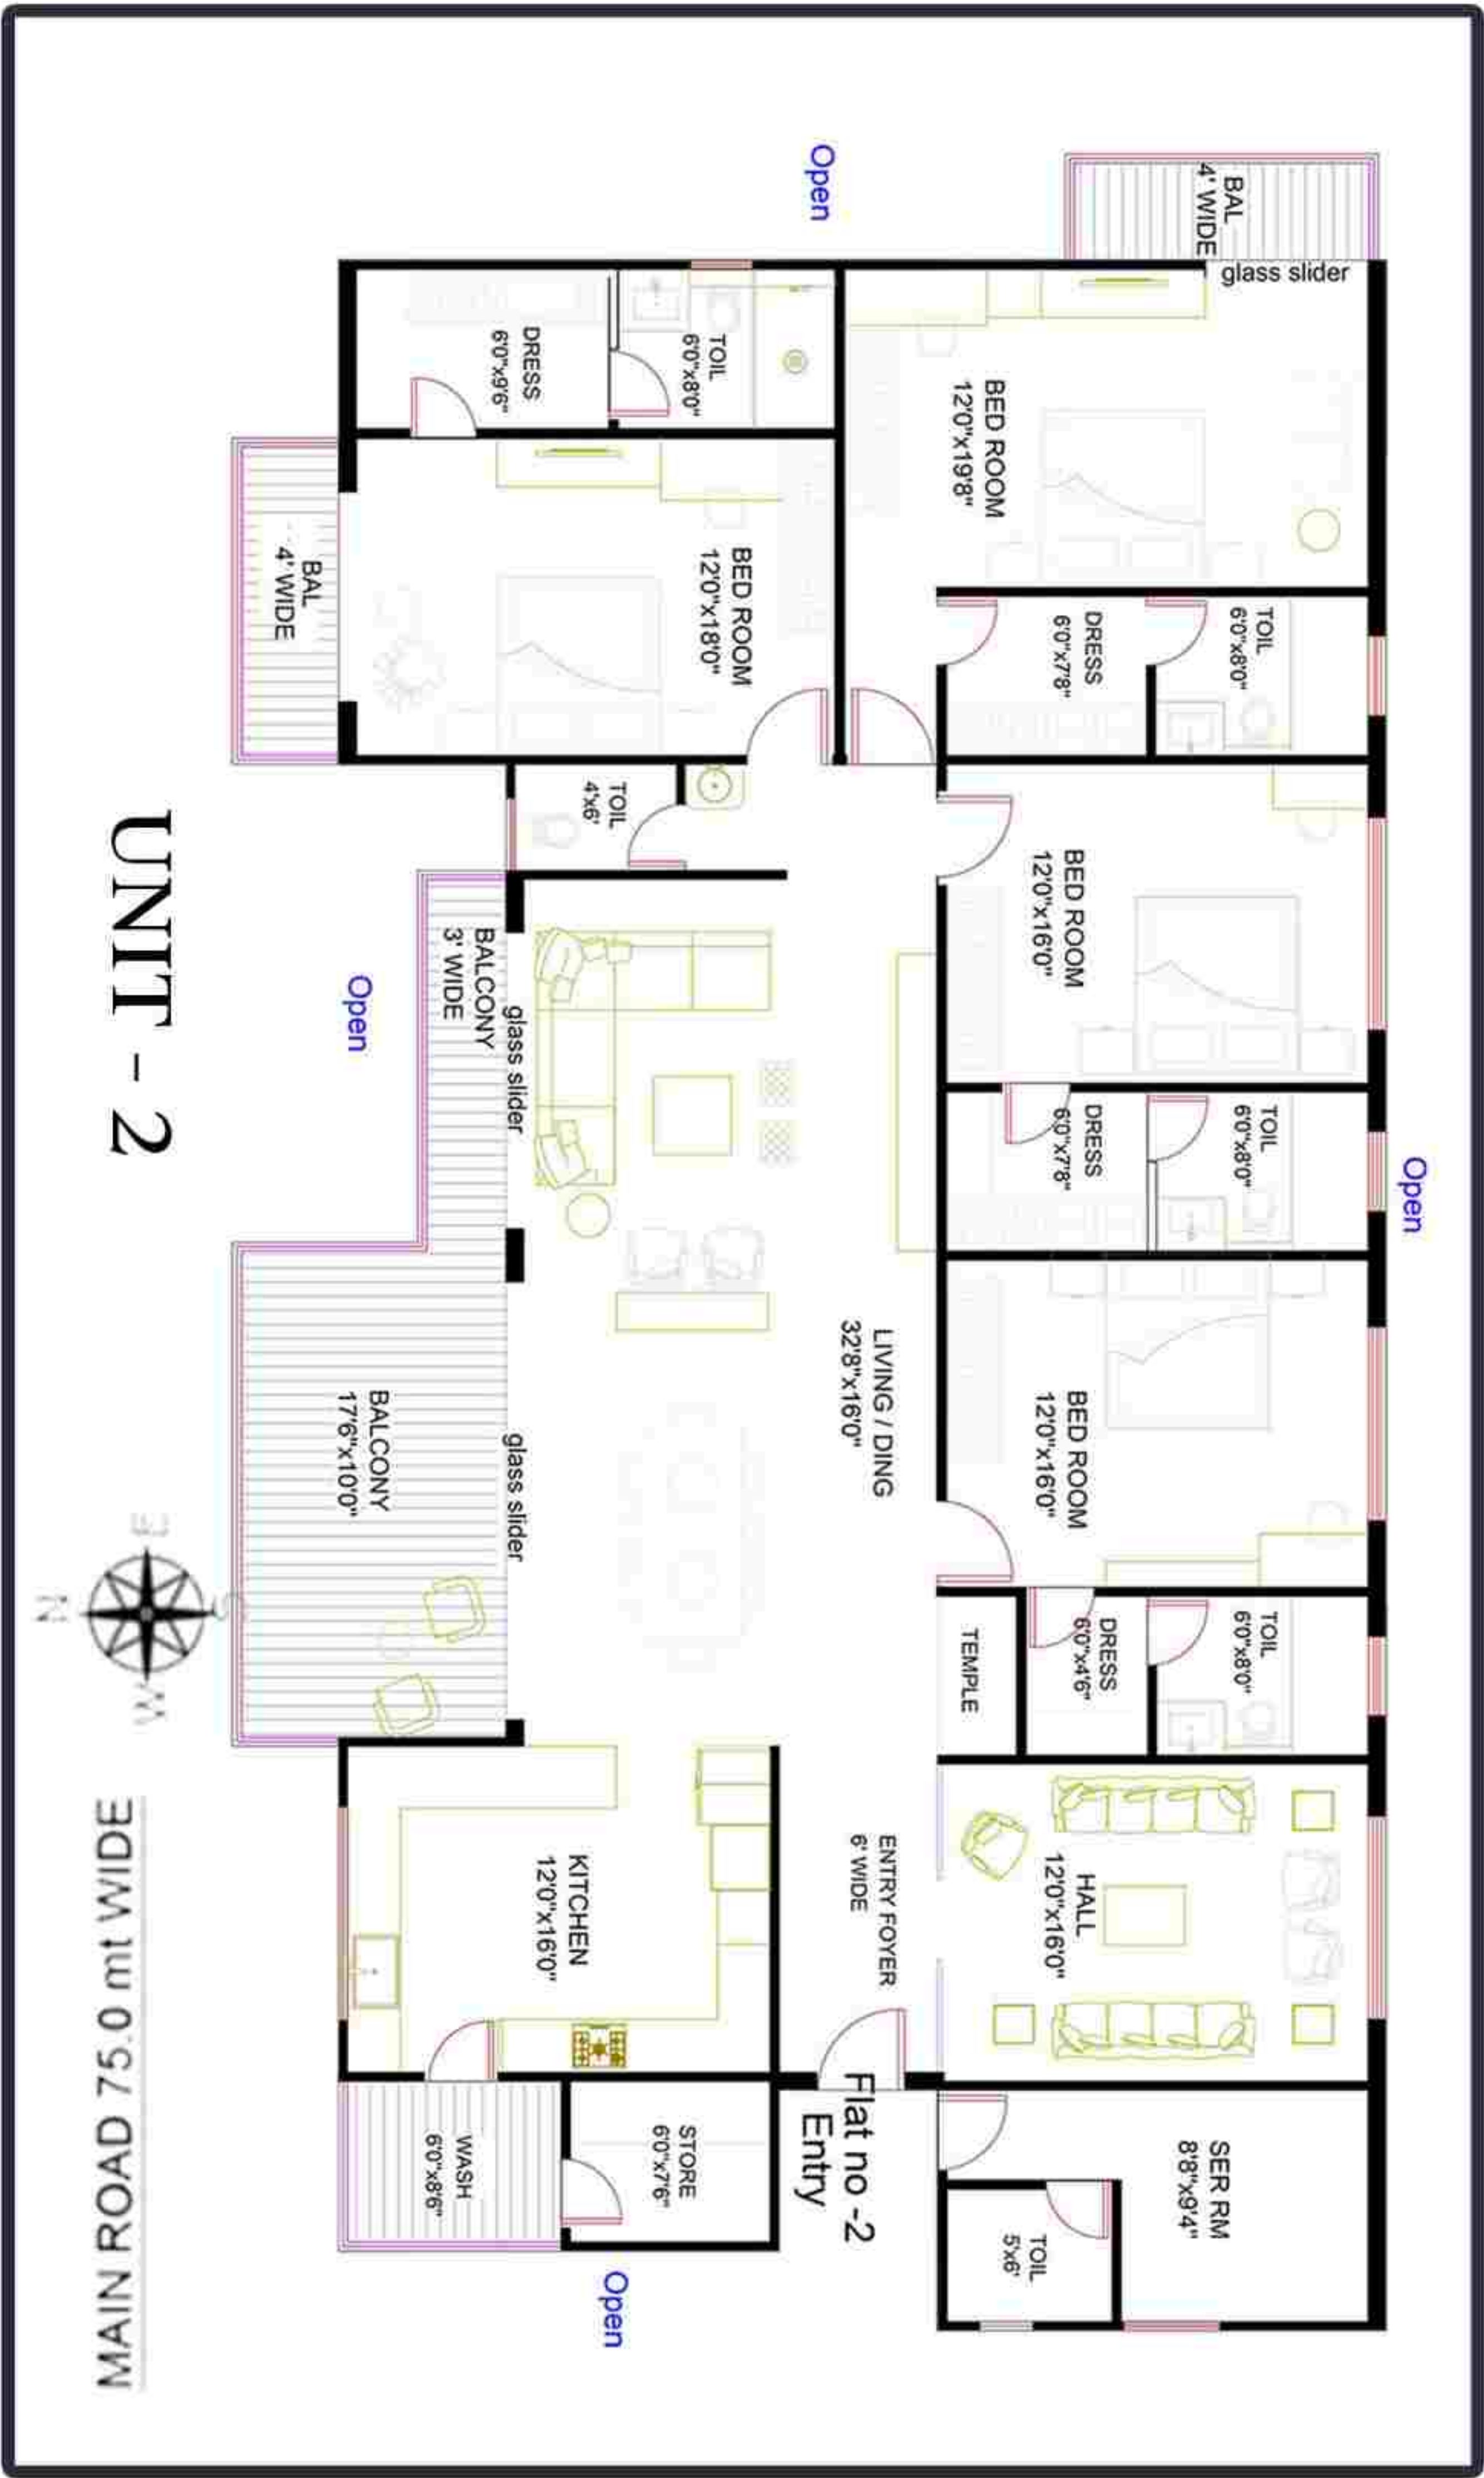 BAL
4' WIDE
glass slider
Open
DRESS
6'0"x9'6"
TOIL
6'0"x8'0"
BED ROOM
12'0"x19'8"
BAL
4' WIDE
BED ROOM
12'0"x18'0"
DRESS
6'0"x7'8"
TOIL
6'0"x8'0"
TOIL
4'x6'
BED ROOM
12'0"x16'0"
BALCONY
3' WIDE
glass slider
Open
DRESS
6'0"x7'8"
TOIL
6'0"x8'0"
Open
LIVING / DING
32'8"x16'0"
BED ROOM
12'0"x16'0"
BALCONY
17'6"x10'0"
glass slider
TEMPLE
DRESS
6'0"x4'6"
TOIL
6'0"x8'0"
KITCHEN
12'0"x16'0"
ENTRY FOYER
6' WIDE
HALL
12'0"x16'0"
Flat no -2
Entry
WASH
6'0"x8'6"
STORE
6'0"x7'6"
SER RM
8'8"x9'4"
TOIL
5'x6'
Open
UNIT - 2
E
N
S
W
MAIN ROAD 75.0 mt WIDE